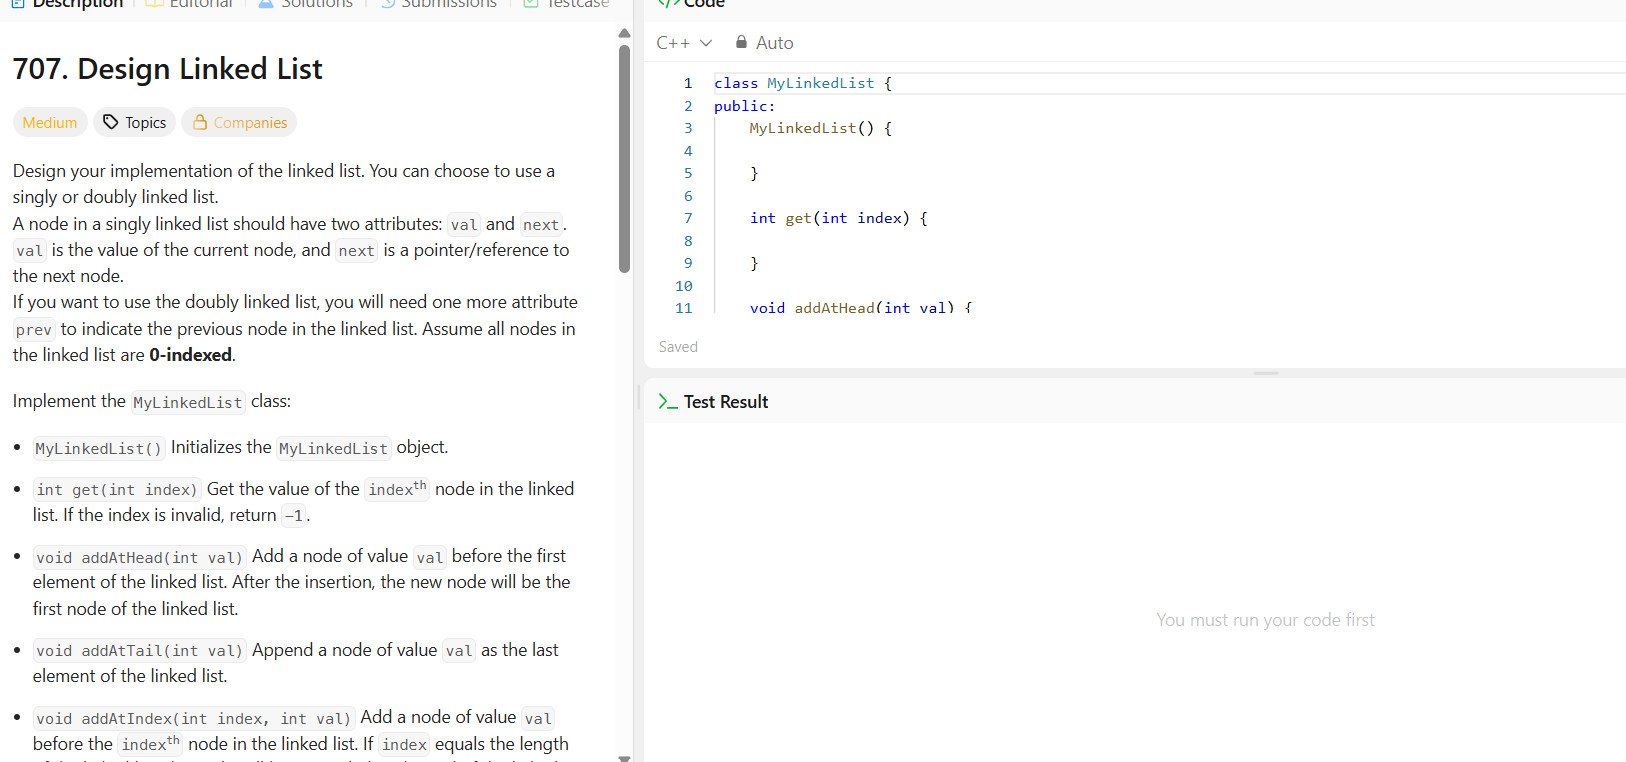 Description Editorial Solutions Submissions Testcase
707. Design Linked List
Medium Topics Companies
Design your implementation of the linked list. You can choose to use a
singly or doubly linked list.
A node in a singly linked list should have two attributes: val and next.
val is the value of the current node, and next is a pointer/reference to
the next node.
If you want to use the doubly linked list, you will need one more attribute
prev to indicate the previous node in the linked list. Assume all nodes in
the linked list are 0-indexed.
Implement the MyLinkedList class:
• MyLinkedList() Initializes the MyLinkedList object.
• int get(int index) Get the value of the indexth node in the linked
list. If the index is invalid, return -1.
• void addAtHead(int val) Add a node of value val before the first
element of the linked list. After the insertion, the new node will be the
first node of the linked list.
• void addAtTail(int val) Append a node of value val as the last
element of the linked list.
• void addAtIndex(int index, int val) Add a node of value val
before the indexth node in the linked list. If index equals the length
</> Code
C++ Auto
1 class MyLinkedList {
2 public:
3 MyLinkedList() {
4
5 }
6
7 int get(int index) {
8
9 }
10
11 void addAtHead(int val) {
Saved
Test Result
You must run your code first